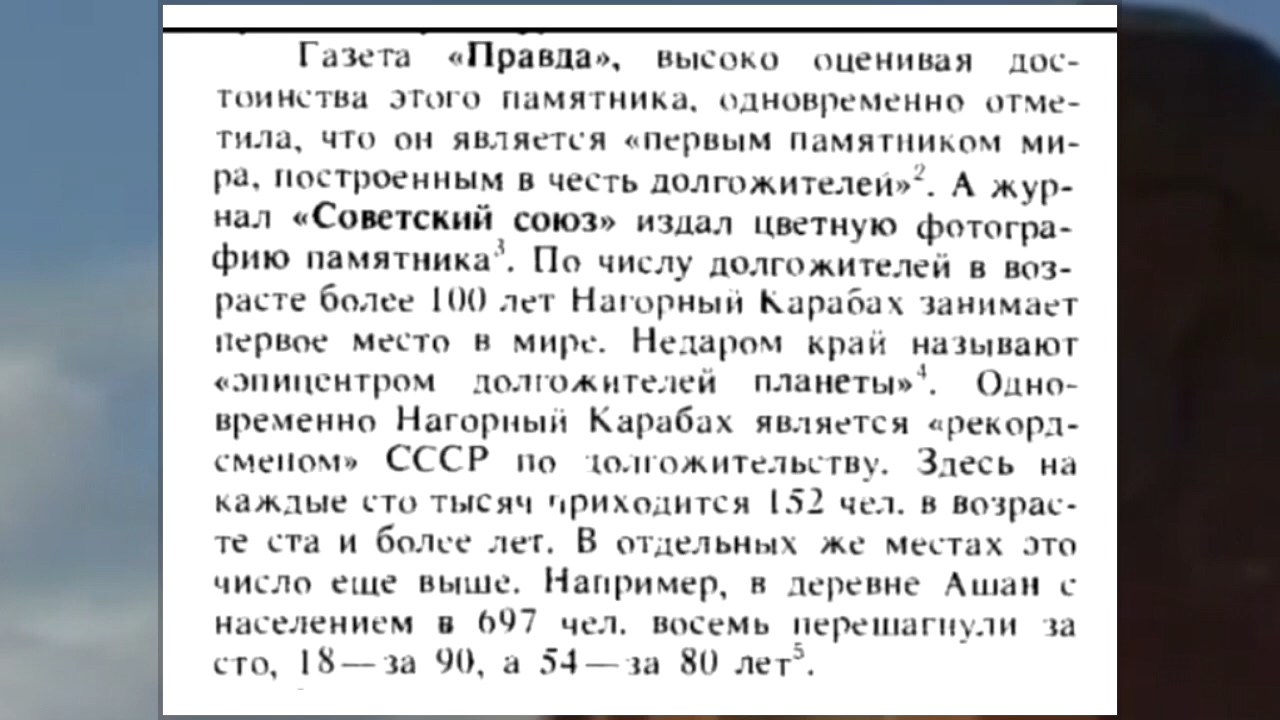 Газета «Правда», высоко оценивая дос-
тоинства этого памятника, одновременно отме-
тила, что он является «первым памятником ми-
ра, построенным в честь долгожителей»². А жур-
нал «Советский союз» издал цветную фотогра-
фию памятника³. По числу долгожителей в воз-
расте более 100 лет Нагорный Карабах занимает
первое место в мире. Недаром край называют
«эпицентром долгожителей планеты»⁴. Одно-
временно Нагорный Карабах является «рекорд-
сменом» СССР по долгожительству. Здесь на
каждые сто тысяч приходится 152 чел. в возрас-
те ста и более лет. В отдельных же местах это
число еще выше. Например, в деревне Ашан с
населением в 697 чел. восемь перешагнули за
сто, 18—за 90, а 54—за 80 лет⁵.